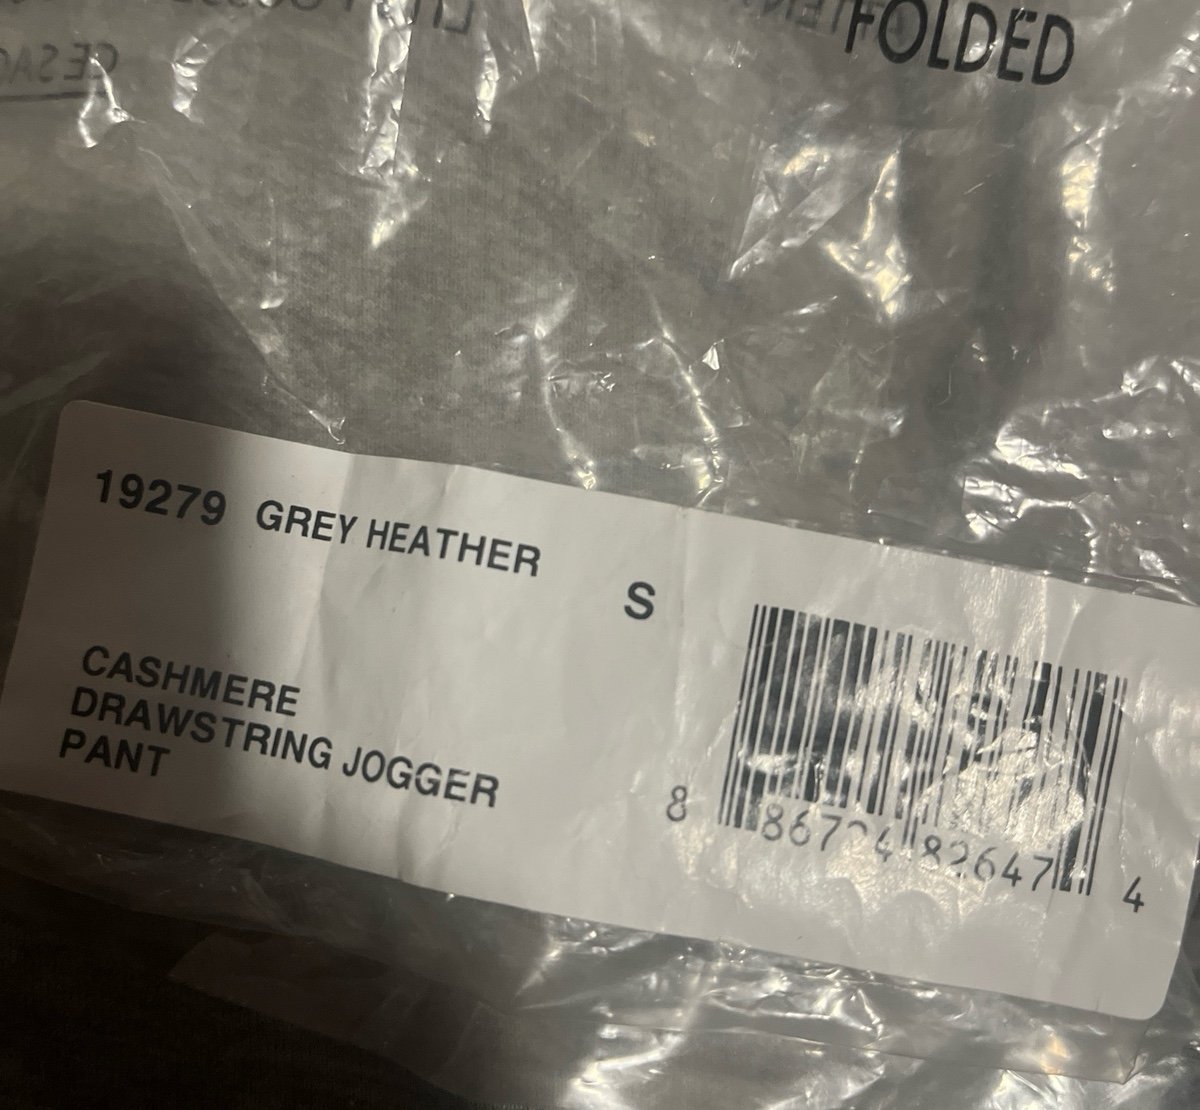 FOLDED
19279 GREY HEATHER
S
CASHMERE
DRAWSTRING JOGGER
PANT
8 4